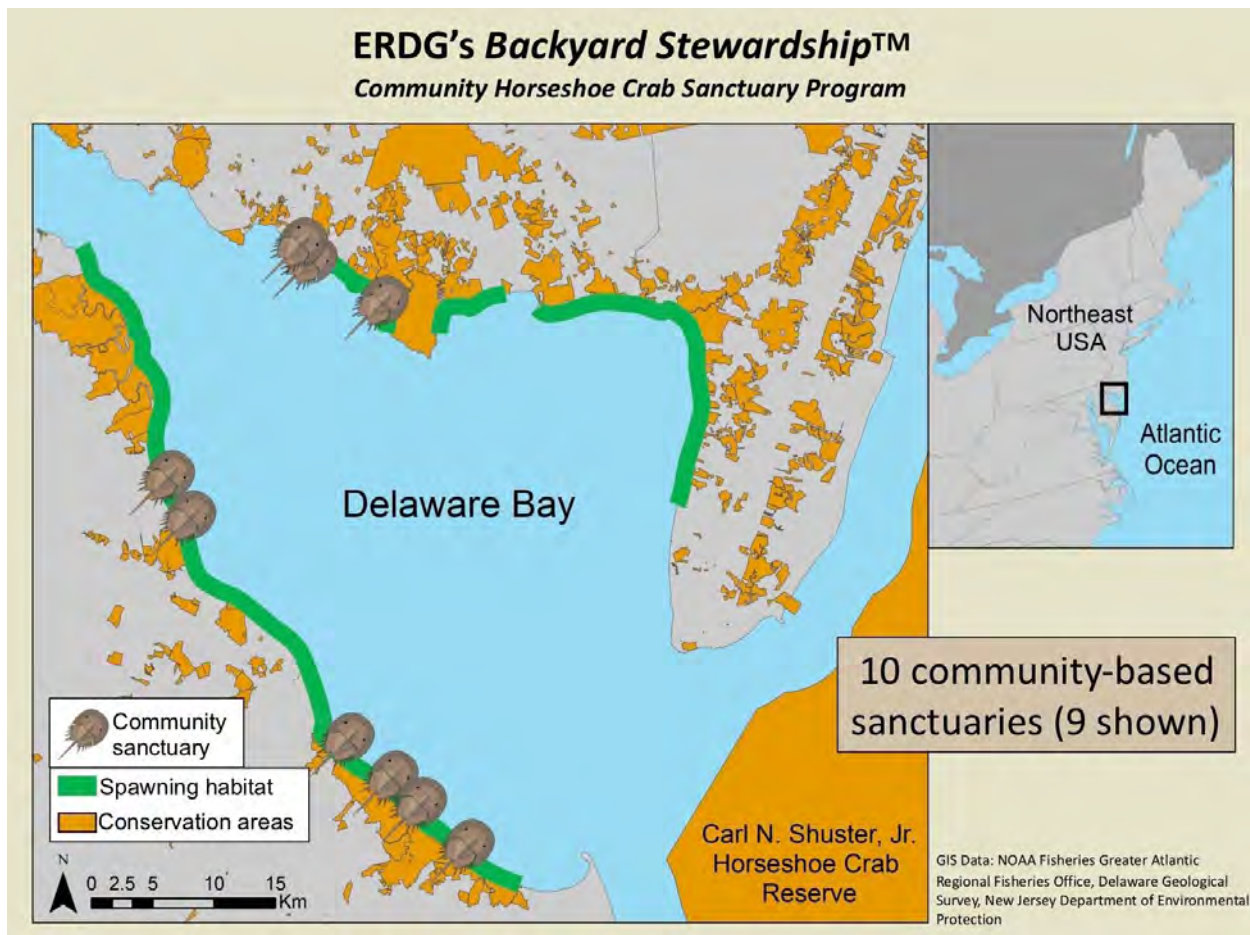 ERDG's Backyard Stewardship™
Community Horseshoe Crab Sanctuary Program
Northeast
USA
Atlantic
Ocean
Delaware Bay
10 community-based
sanctuaries (9 shown)
Community
sanctuary
Spawning habitat
Conservation areas
N
0 2.5 5 10 15
Km
Carl N. Shuster, Jr.
Horseshoe Crab
Reserve
GIS Data: NOAA Fisheries Greater Atlantic
Regional Fisheries Office, Delaware Geological
Survey, New Jersey Department of Environmental
Protection